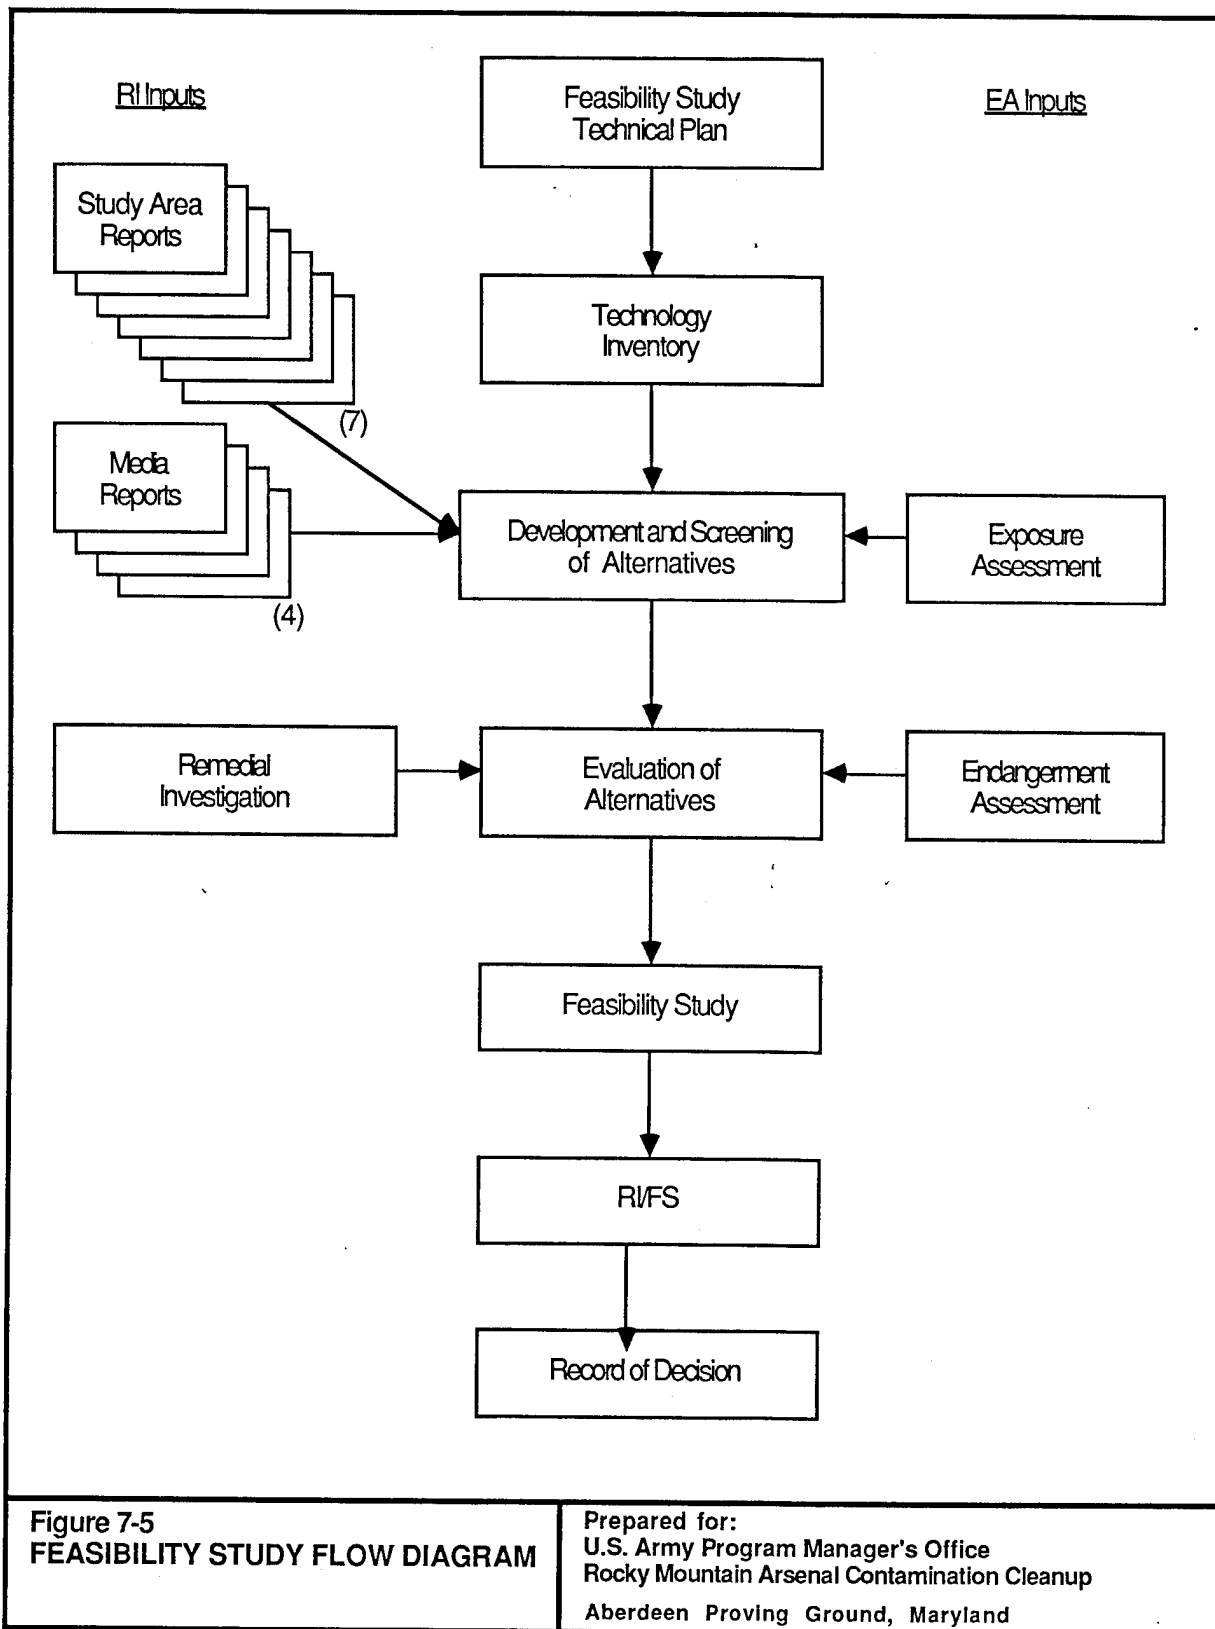 RI Inputs
EA Inputs
Feasibility Study
Technical Plan
Study Area
Reports
(7)
Technology
Inventory
Media
Reports
(4)
Development and Screening
of Alternatives
Exposure
Assessment
Remedial
Investigation
Evaluation of
Alternatives
Endangerment
Assessment
Feasibility Study
RI/FS
Record of Decision
Figure 7-5
FEASIBILITY STUDY FLOW DIAGRAM
Prepared for:
U.S. Army Program Manager's Office
Rocky Mountain Arsenal Contamination Cleanup
Aberdeen Proving Ground, Maryland